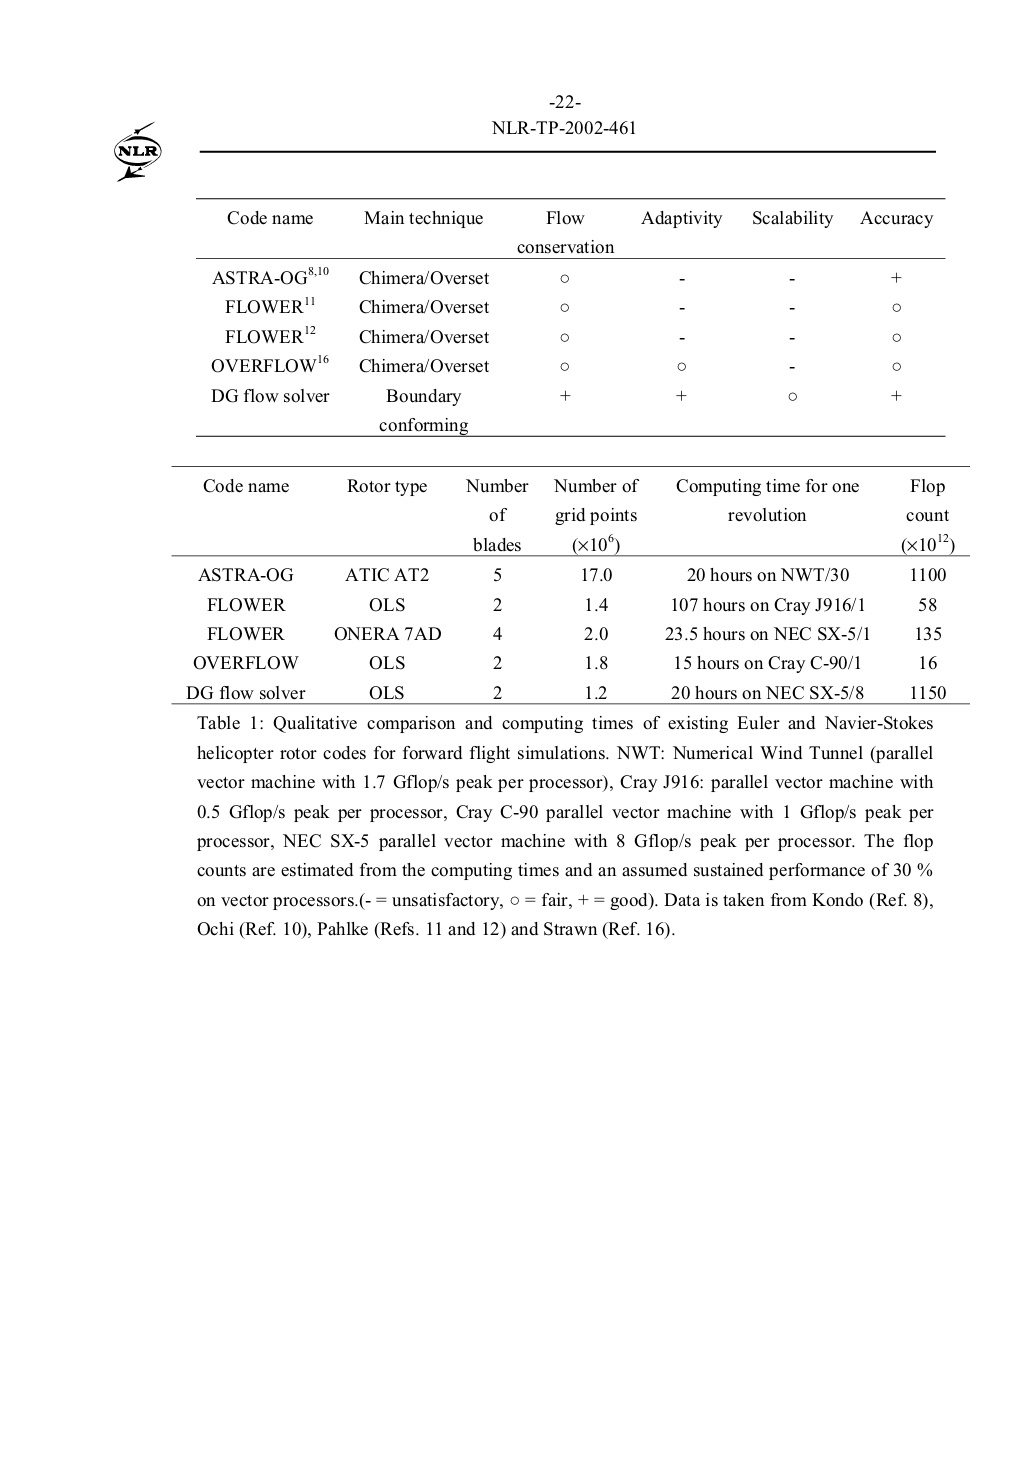 -22-
NLR-TP-2002-461
NLR
Code name Main technique Flow Adaptivity Scalability Accuracy
conservation
ASTRA-OG8,10 Chimera/Overset ○ - - +
FLOWER11 Chimera/Overset ○ - - ○
FLOWER12 Chimera/Overset ○ - - ○
OVERFLOW16 Chimera/Overset ○ ○ - ○
DG flow solver Boundary + + ○ +
conforming
Code name Rotor type Number Number of Computing time for one Flop
of grid points revolution count
blades (×10^6) (×10^12)
ASTRA-OG ATIC AT2 5 17.0 20 hours on NWT/30 1100
FLOWER OLS 2 1.4 107 hours on Cray J916/1 58
FLOWER ONERA 7AD 4 2.0 23.5 hours on NEC SX-5/1 135
OVERFLOW OLS 2 1.8 15 hours on Cray C-90/1 16
DG flow solver OLS 2 1.2 20 hours on NEC SX-5/8 1150
Table 1: Qualitative comparison and computing times of existing Euler and Navier-Stokes
helicopter rotor codes for forward flight simulations. NWT: Numerical Wind Tunnel (parallel
vector machine with 1.7 Gflop/s peak per processor), Cray J916: parallel vector machine with
0.5 Gflop/s peak per processor, Cray C-90 parallel vector machine with 1 Gflop/s peak per
processor, NEC SX-5 parallel vector machine with 8 Gflop/s peak per processor. The flop
counts are estimated from the computing times and an assumed sustained performance of 30 %
on vector processors.(- = unsatisfactory, ○ = fair, + = good). Data is taken from Kondo (Ref. 8),
Ochi (Ref. 10), Pahlke (Refs. 11 and 12) and Strawn (Ref. 16).